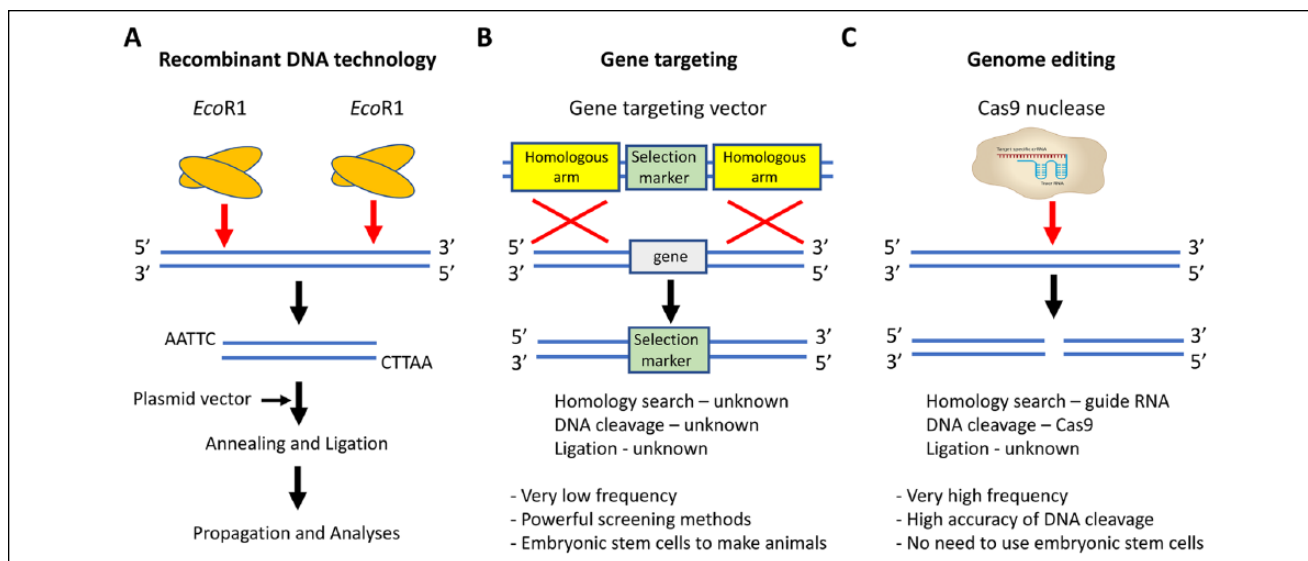 A
Recombinant DNA technology
EcoR1
EcoR1
5’
3’
3’
5’
AATTC
CTTAA
Plasmid vector
Annealing and Ligation
Propagation and Analyses
B
Gene targeting
Gene targeting vector
Homologous
arm
Selection
marker
Homologous
arm
5’
3’
gene
3’
5’
5’
3’
Selection
marker
3’
5’
Homology search – unknown
DNA cleavage – unknown
Ligation - unknown
- Very low frequency
- Powerful screening methods
- Embryonic stem cells to make animals
C
Genome editing
Cas9 nuclease
Target specific crRNA
Tracr RNA
5’
3’
3’
5’
5’
3’
3’
5’
Homology search – guide RNA
DNA cleavage – Cas9
Ligation - unknown
- Very high frequency
- High accuracy of DNA cleavage
- No need to use embryonic stem cells